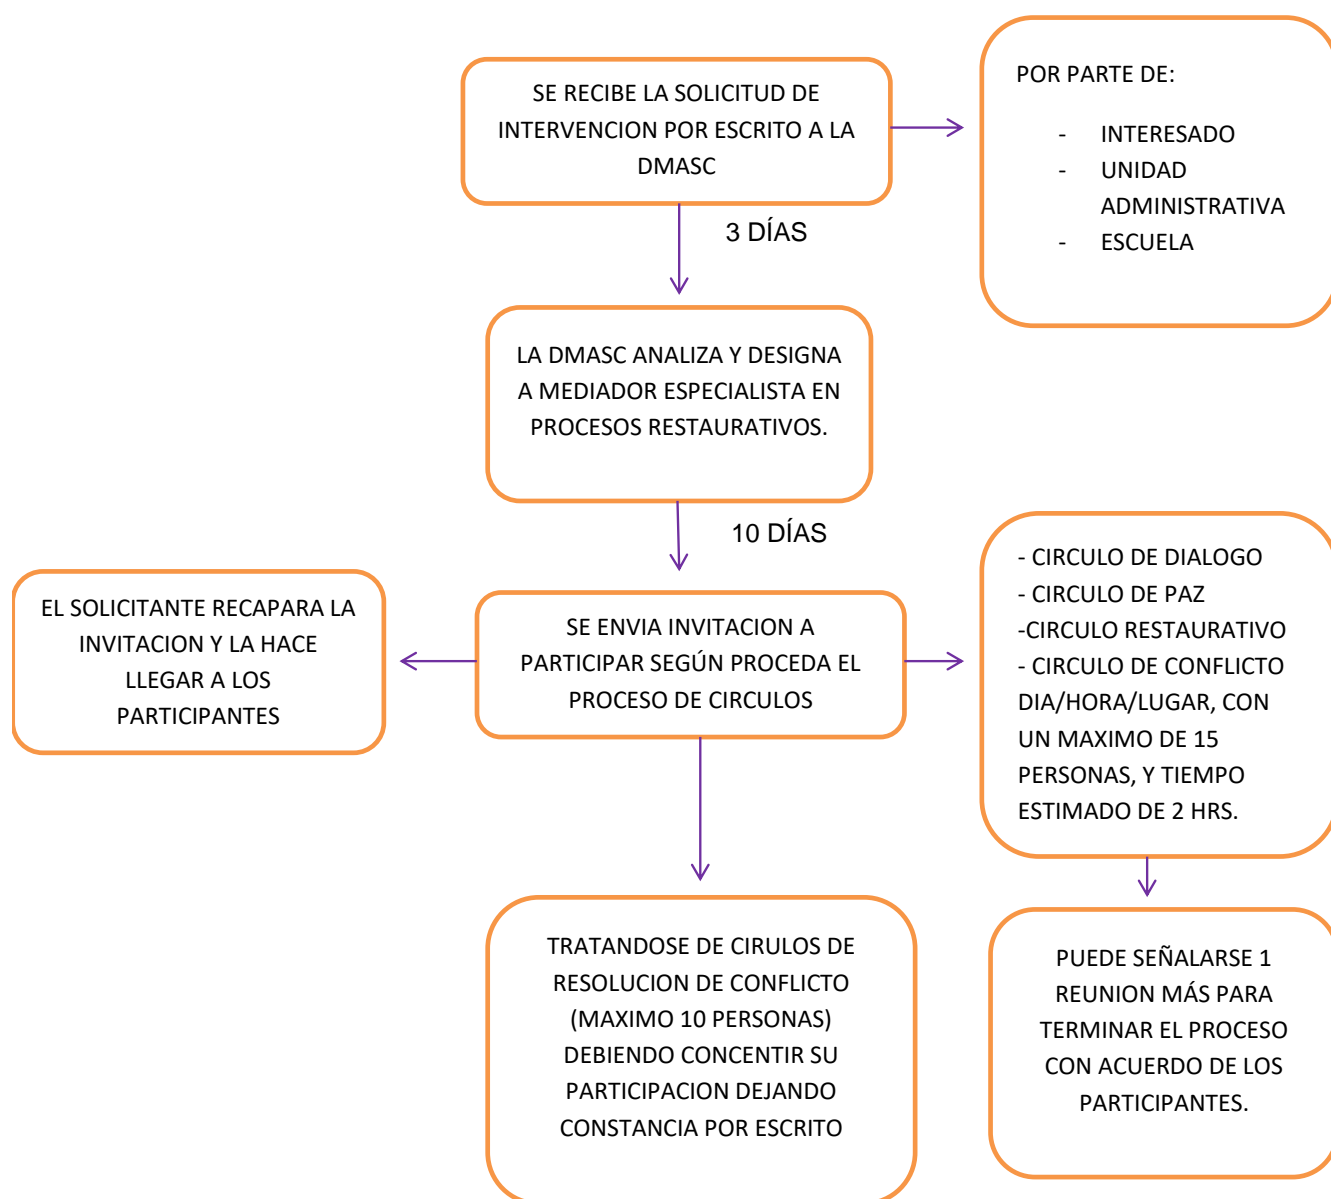 SE RECIBE LA SOLICITUD DE
INTERVENCION POR ESCRITO A LA
DMASC
POR PARTE DE:
- INTERESADO
- UNIDAD
ADMINISTRATIVA
- ESCUELA
3 DÍAS
LA DMASC ANALIZA Y DESIGNA
A MEDIADOR ESPECIALISTA EN
PROCESOS RESTAURATIVOS.
10 DÍAS
EL SOLICITANTE RECAPARA LA
INVITACION Y LA HACE
LLEGAR A LOS
PARTICIPANTES
SE ENVIA INVITACION A
PARTICIPAR SEGÚN PROCEDA EL
PROCESO DE CIRCULOS
- CIRCULO DE DIALOGO
- CIRCULO DE PAZ
-CIRCULO RESTAURATIVO
- CIRCULO DE CONFLICTO
DIA/HORA/LUGAR, CON
UN MAXIMO DE 15
PERSONAS, Y TIEMPO
ESTIMADO DE 2 HRS.
TRATANDOSE DE CIRULOS DE
RESOLUCION DE CONFLICTO
(MAXIMO 10 PERSONAS)
DEBIENDO CONCENTIR SU
PARTICIPACION DEJANDO
CONSTANCIA POR ESCRITO
PUEDE SEÑALARSE 1
REUNION MÁS PARA
TERMINAR EL PROCESO
CON ACUERDO DE LOS
PARTICIPANTES.